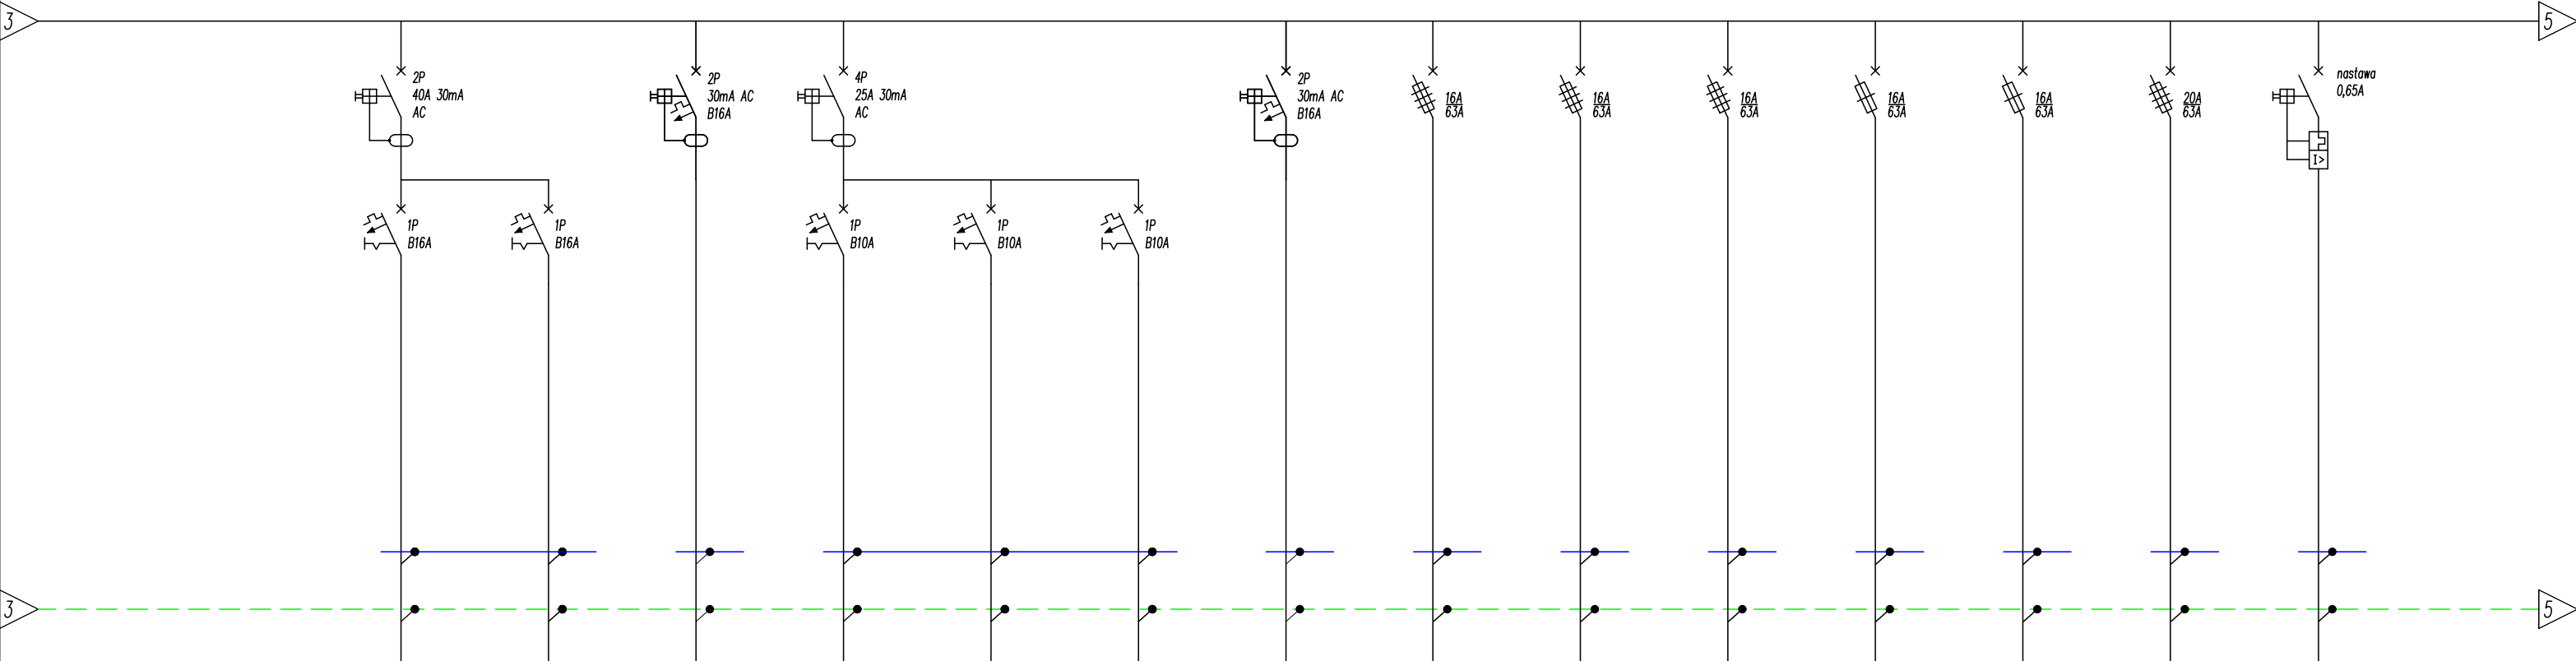 3
5
2P
40A 30mA
AC
2P
30mA AC
B16A
4P
25A 30mA
AC
2P
30mA AC
B16A
16A
63A
16A
63A
16A
63A
16A
63A
16A
63A
20A
63A
nastawa
0,65A
I>
1P
B16A
1P
B16A
1P
B10A
1P
B10A
1P
B10A
3
5